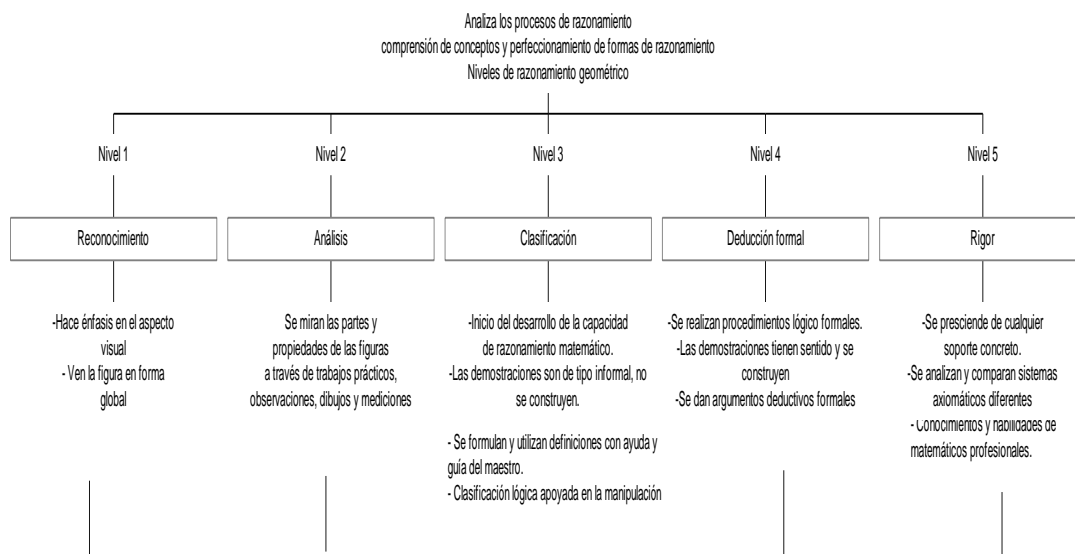 Analiza los procesos de razonamiento
comprensión de conceptos y perfeccionamiento de formas de razonamiento
Niveles de razonamiento geométrico
Nivel 1
Nivel 2
Nivel 3
Nivel 4
Nivel 5
Reconocimiento
Análisis
Clasificación
Deducción formal
Rigor
-Hace énfasis en el aspecto
visual
- Ven la figura en forma
global
Se miran las partes y
propiedades de las figuras
a través de trabajos prácticos,
observaciones, dibujos y mediciones
-Inicio del desarrollo de la capacidad
de razonamiento matemático.
-Las demostraciones son de tipo informal, no
se construyen.
- Se formulan y utilizan definiciones con ayuda y
guía del maestro.
- Clasificación lógica apoyada en la manipulación
-Se realizan procedimientos lógico formales.
- Las demostraciones tienen sentido y se
construyen
-Se dan argumentos deductivos formales
-Se presciende de cualquier
soporte concreto.
-Se analizan y comparan sistemas
axiomáticos diferentes
- Conocimientos y habilidades de
matemáticos profesionales.